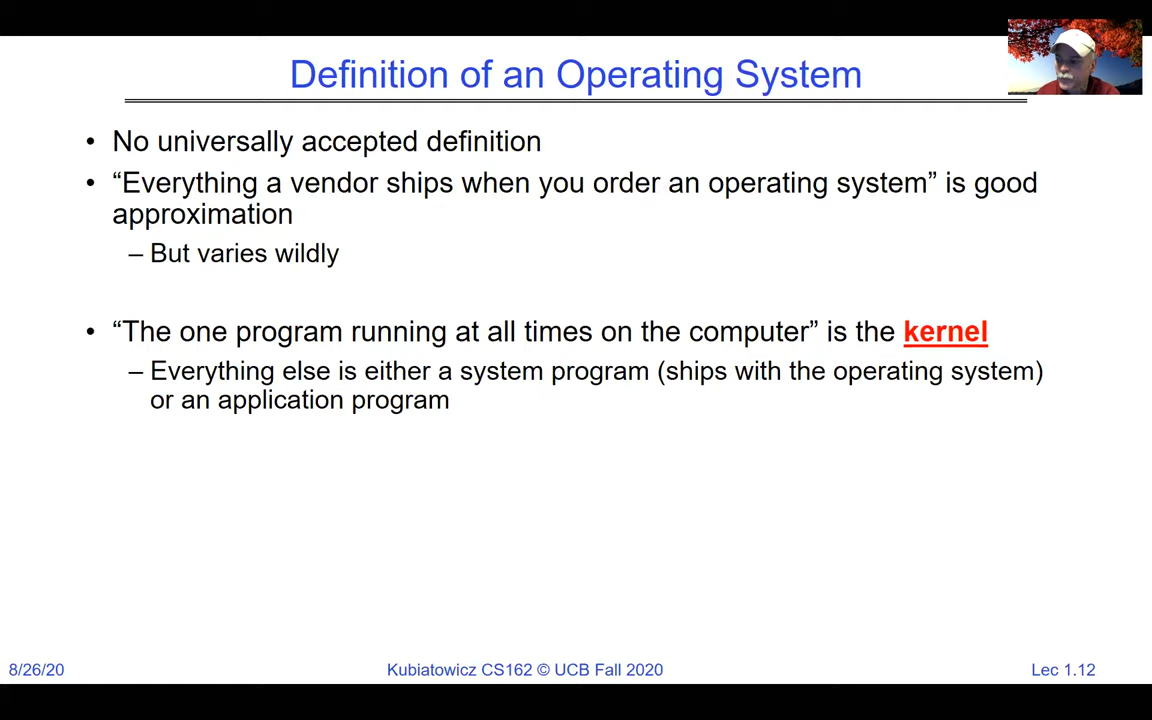 Definition of an Operating System
• No universally accepted definition
• “Everything a vendor ships when you order an operating system” is good
approximation
– But varies wildly
• “The one program running at all times on the computer” is the kernel
– Everything else is either a system program (ships with the operating system)
or an application program
8/26/20
Kubiatowicz CS162 © UCB Fall 2020
Lec 1.12